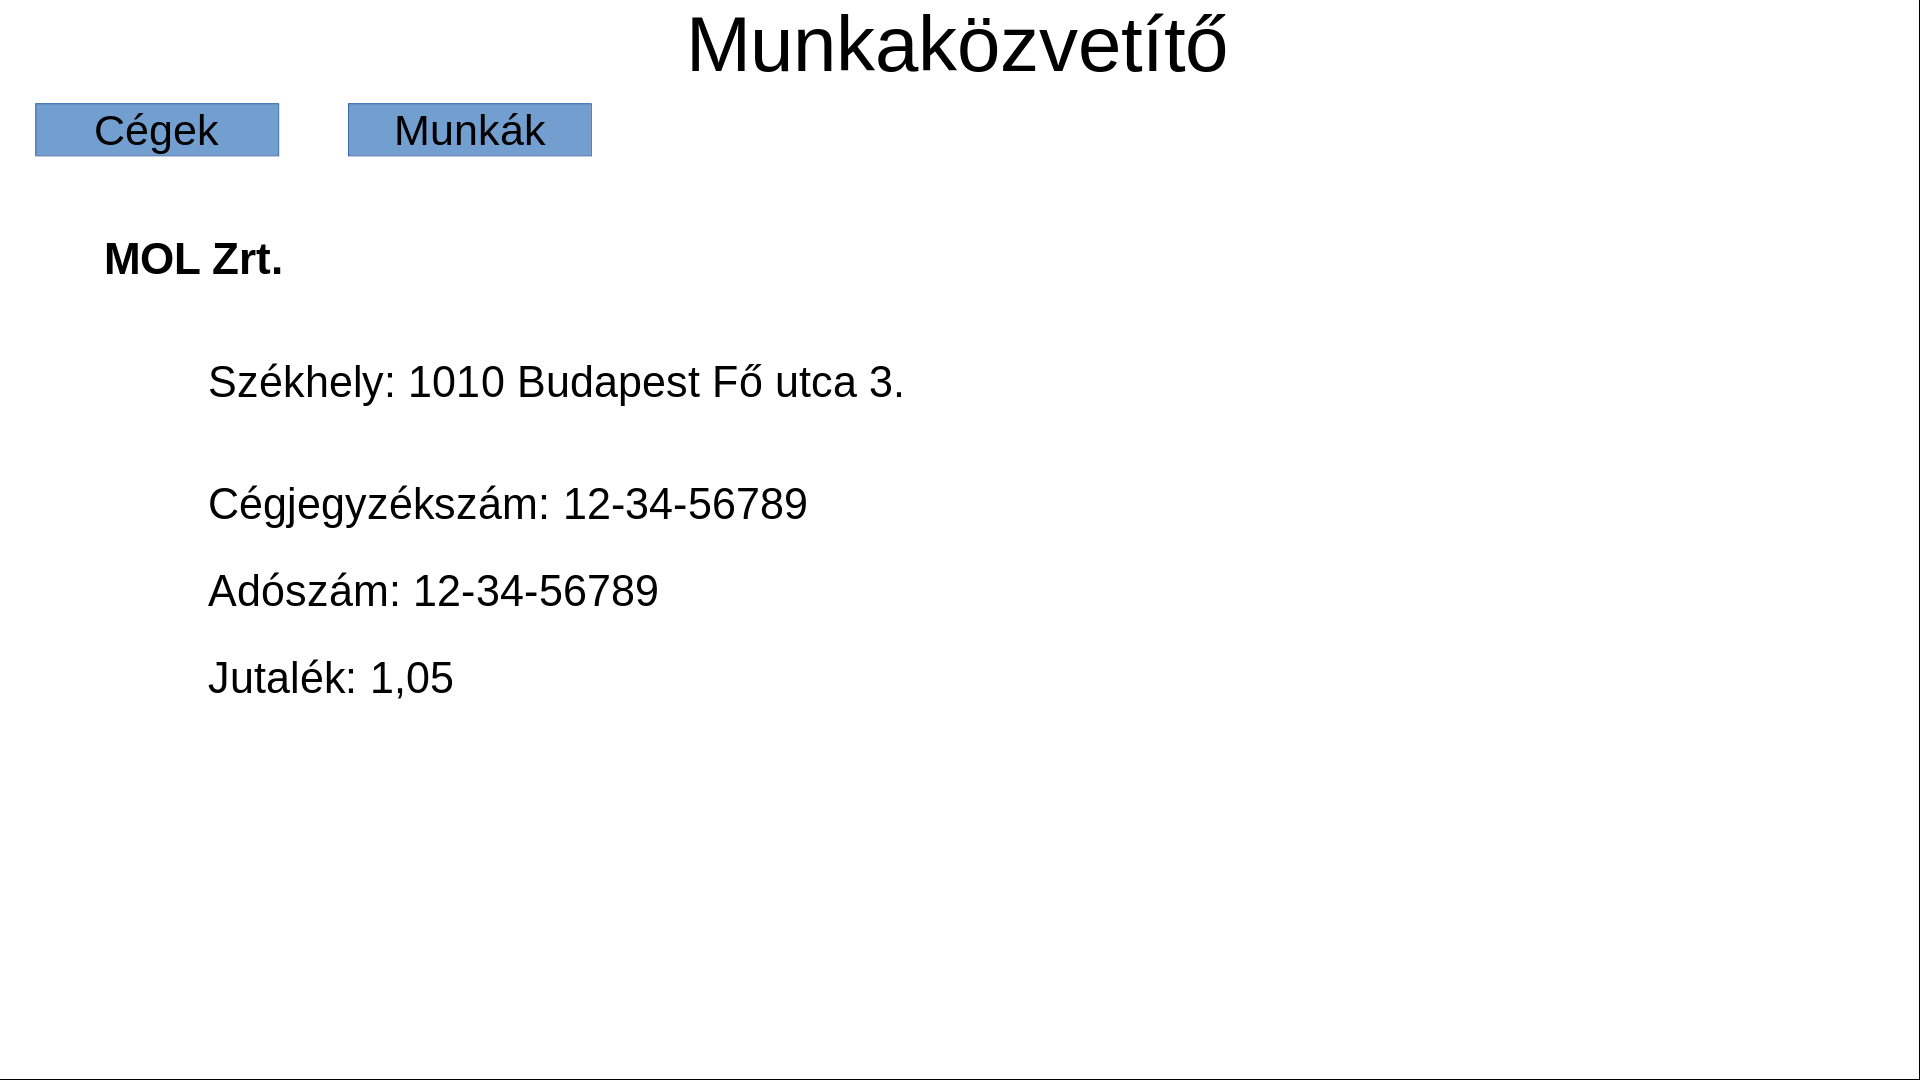 Munkaközvetítő
Cégek
Munkák
MOL Zrt.
Székhely: 1010 Budapest Fő utca 3.
Cégjegyzékszám: 12-34-56789
Adószám: 12-34-56789
Jutalék: 1,05